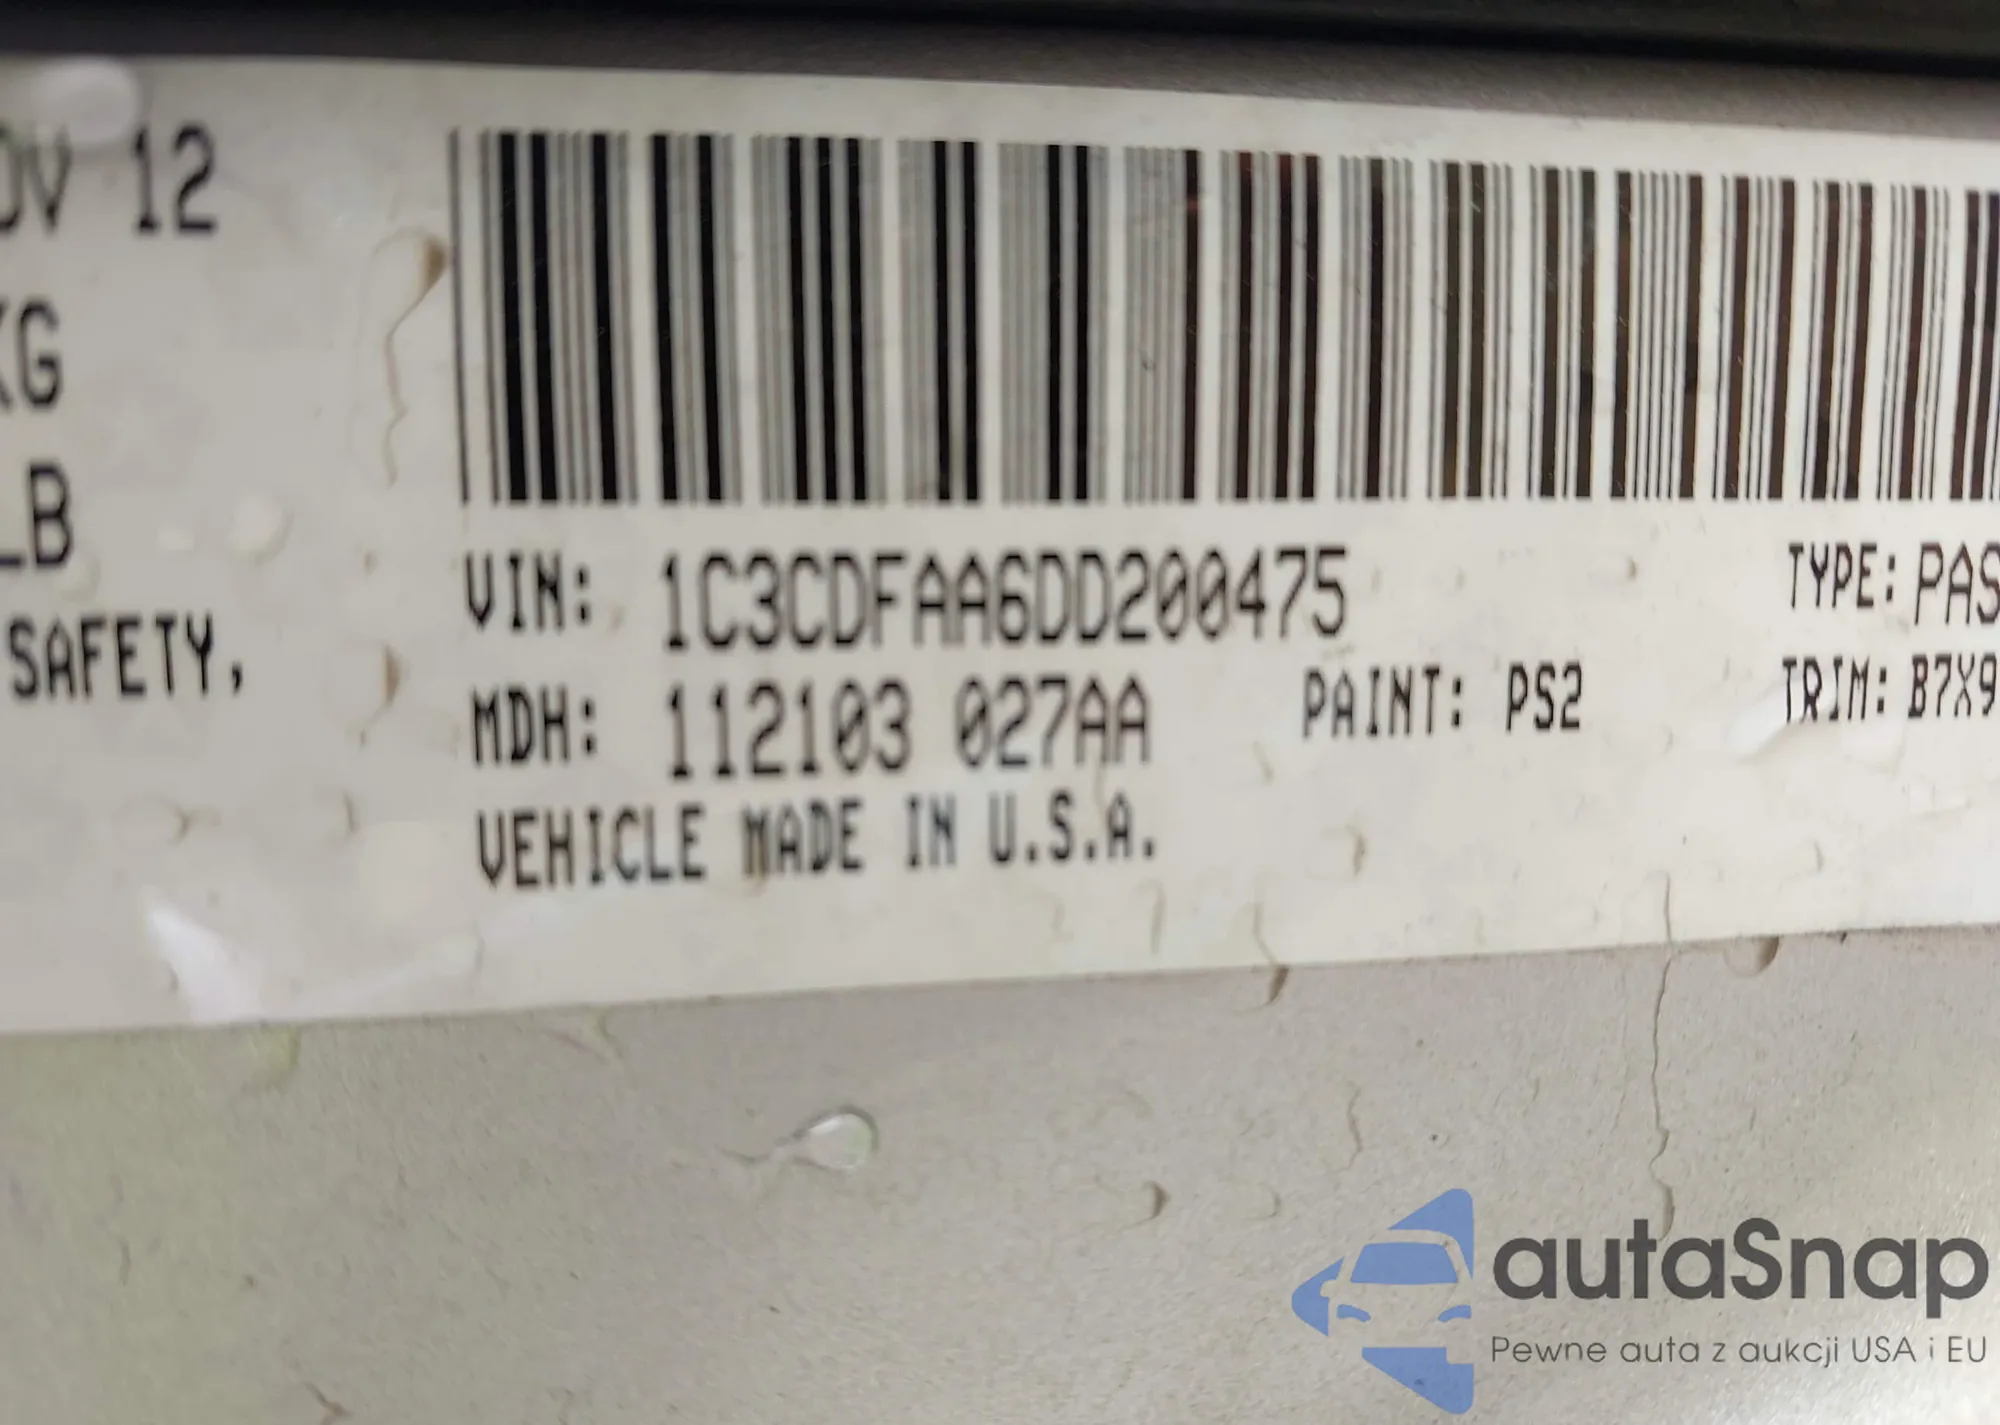 OV 12
KG
LB
SAFETY,
VIN: 1C3CDFAA6DD200475
TYPE: PAS
MDH: 112103 027AA
PAINT: PS2
TRIM: B7X9
VEHICLE MADE IN U.S.A.
autaSnap
Pewne auta z aukcji USA i EU